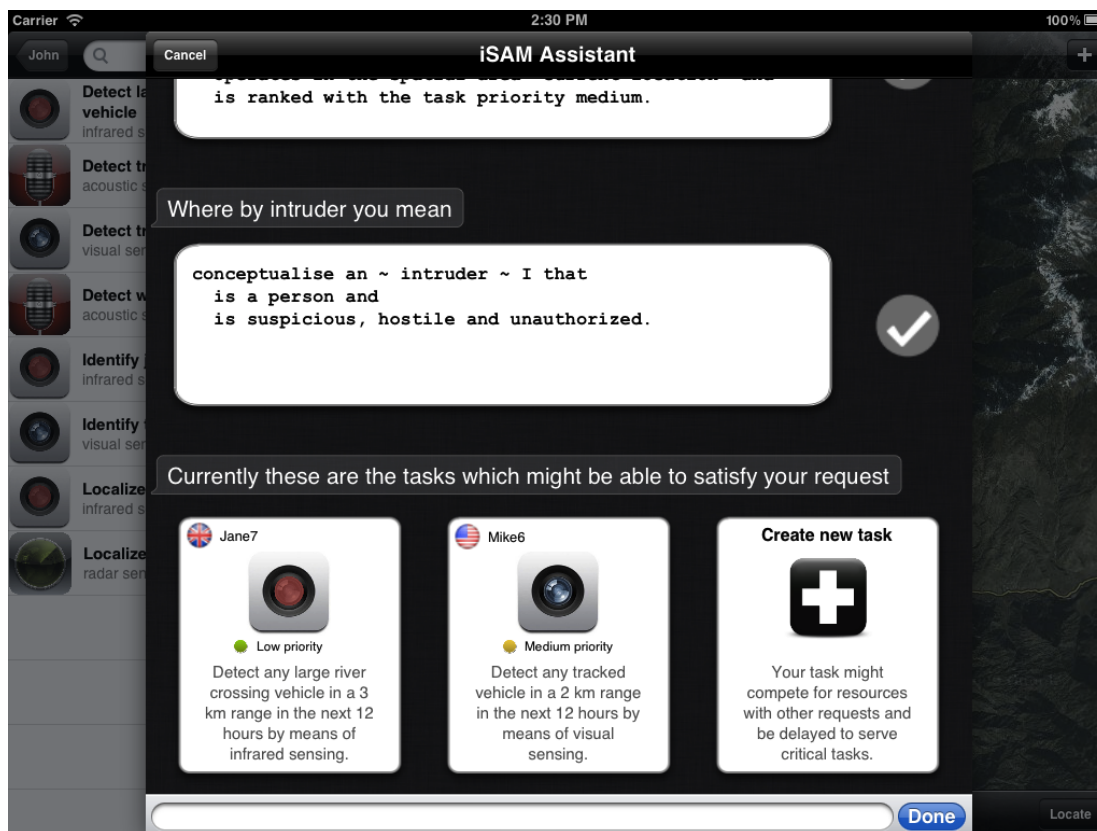 Carrier
2:30 PM
100%
John
Cancel
iSAM Assistant
is ranked with the task priority medium.
Detect la
vehicle
infrared s
Detect tr
acoustic s
Detect tr
visual ser
Detect w
acoustic s
Identify j
infrared s
Identify
visual ser
Localize
infrared s
Localize
radar sen
Where by intruder you mean
conceptualise an ~ intruder ~ I that
is a person and
is suspicious, hostile and unauthorized.
Currently these are the tasks which might be able to satisfy your request
Jane7
Low priority
Detect any large river
crossing vehicle in a 3
km range in the next 12
hours by means of
infrared sensing.
Mike6
Medium priority
Detect any tracked
vehicle in a 2 km range
in the next 12 hours by
means of visual
sensing.
Create new task
Your task might
compete for resources
with other requests and
be delayed to serve
critical tasks.
Done
Locate